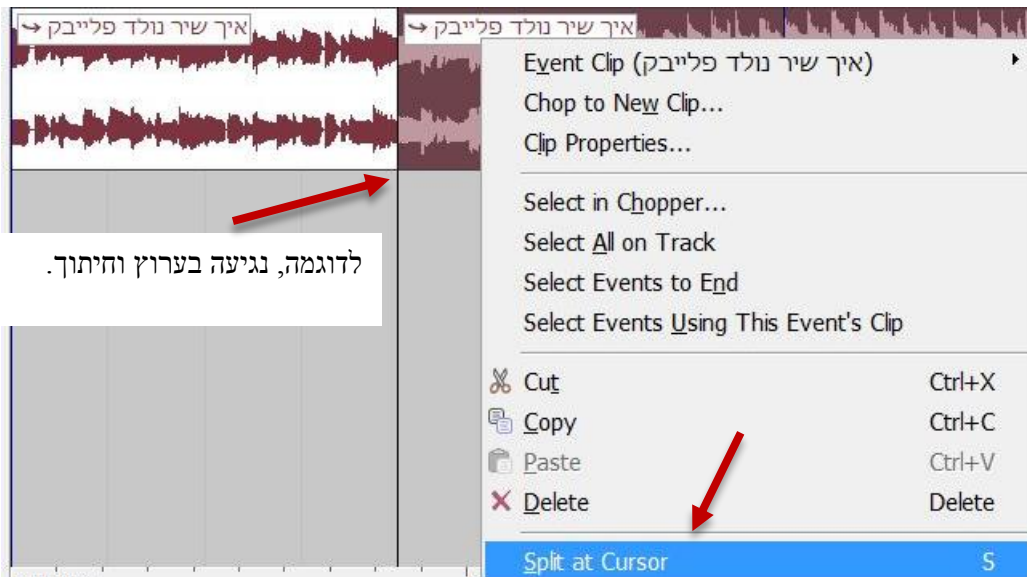 איך שיר נולד פלייבק
איך שיר נולד פלייבק
Event Clip (איך שיר נולד פלייבק)
Chop to New Clip...
Clip Properties...
Select in Chopper...
Select All on Track
Select Events to End
Select Events Using This Event's Clip
Cut Ctrl+X
Copy Ctrl+C
Paste Ctrl+V
Delete Delete
Split at Cursor S
לדוגמה, נגיעה בערוץ וחיתוך.